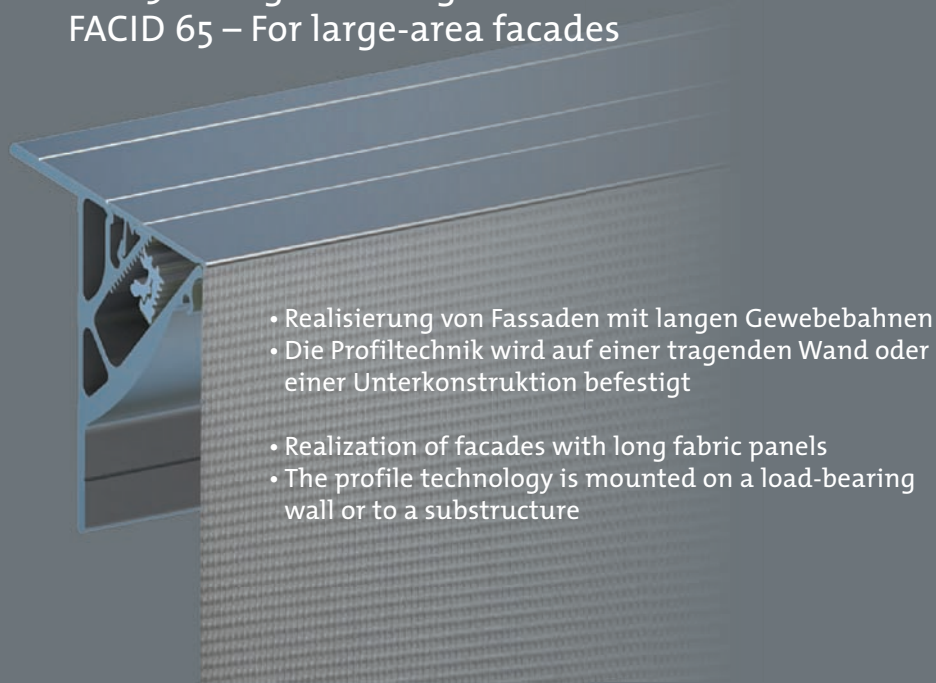 FACID 65 – For large-area facades
• Realisierung von Fassaden mit langen Gewebebahnen
• Die Profiltechnik wird auf einer tragenden Wand oder
einer Unterkonstruktion befestigt
• Realization of facades with long fabric panels
• The profile technology is mounted on a load-bearing
wall or to a substructure